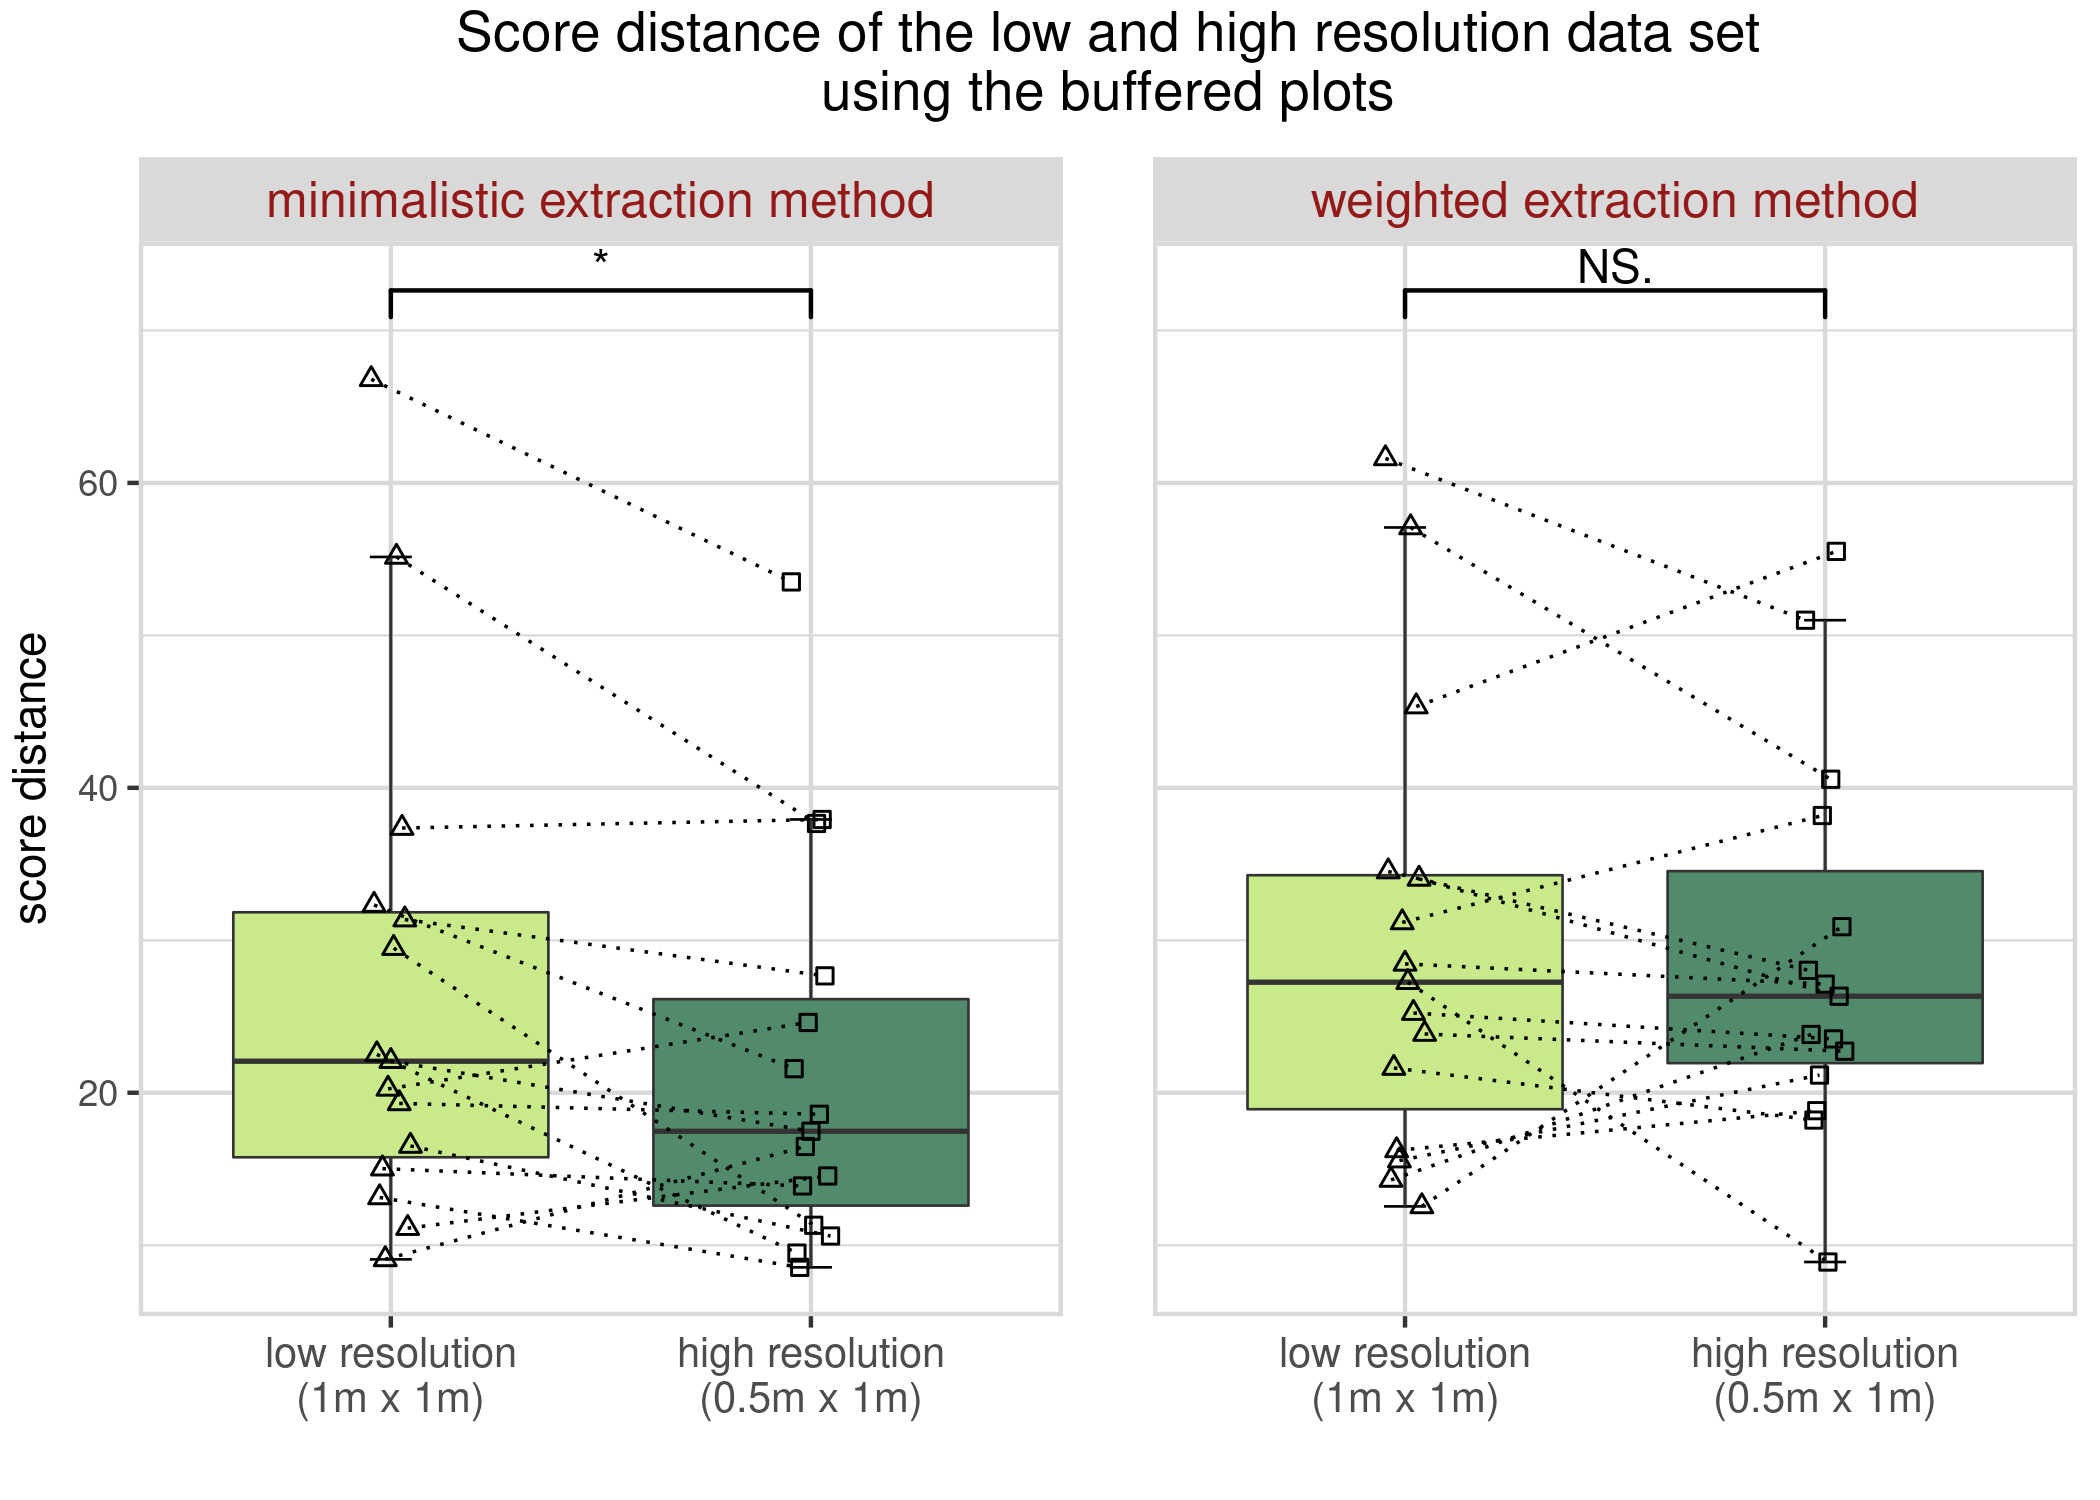 Score distance of the low and high resolution data set
using the buffered plots
minimalistic extraction method
weighted extraction method
*
NS.
score distance
60
40
20
low resolution
(1m x 1m)
high resolution
(0.5m x 1m)
low resolution
(1m x 1m)
high resolution
(0.5m x 1m)